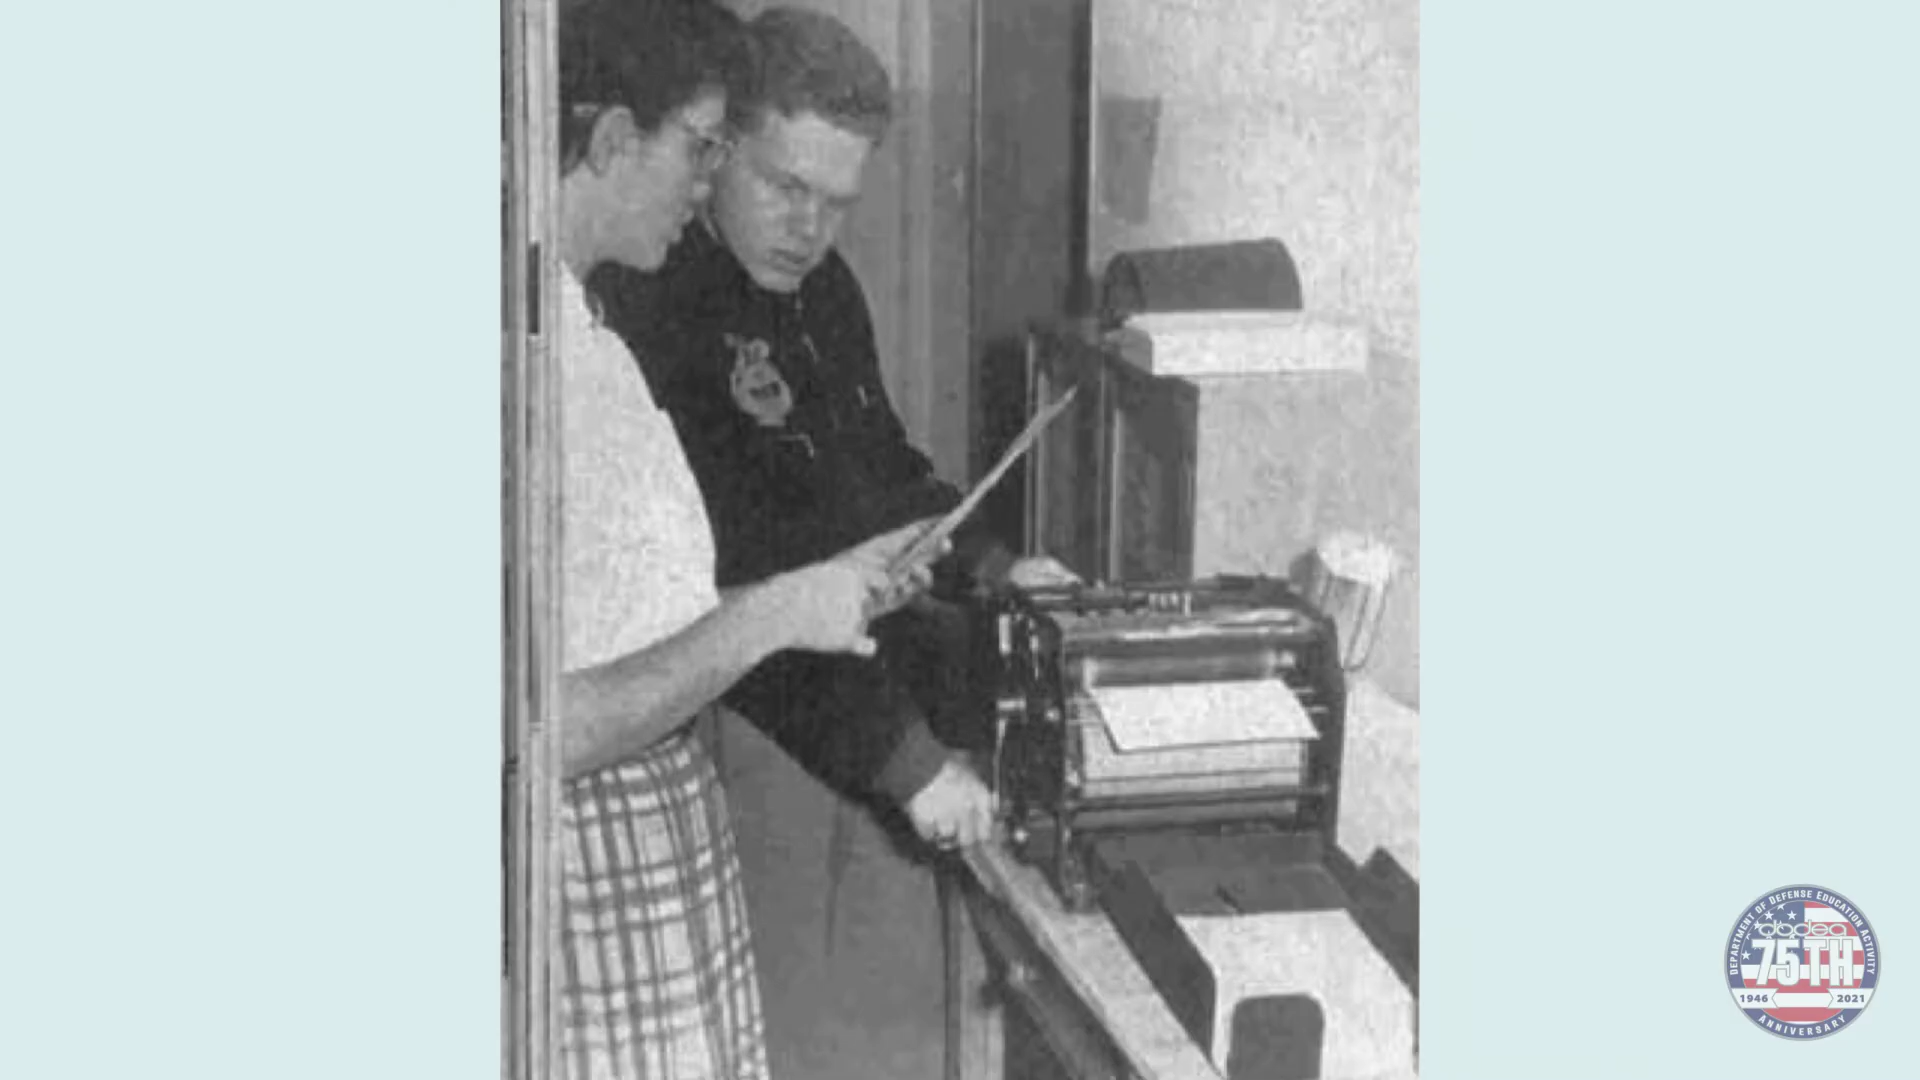 DEPARTMENT OF DEFENSE EDUCATION ACTIVITY
dodea
75TH
1946 2021
ANNIVERSARY